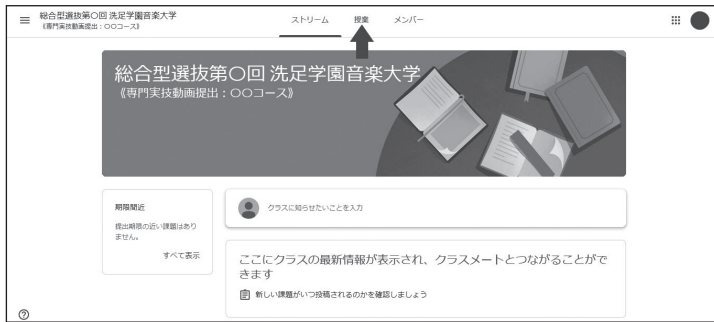 総合型選抜第〇回 洗足学園音楽大学
《専門実技動画提出：〇〇コース》
ストリーム 授業 メンバー
総合型選抜第〇回 洗足学園音楽大学
《専門実技動画提出：〇〇コース》
期限間近
提出期限の近い課題はあり
ません。
すべて表示
クラスに知らせたいことを入力
ここにクラスの最新情報が表示され、クラスメートとつながることがで
きます
新しい課題がいつ投稿されるのかを確認しましょう